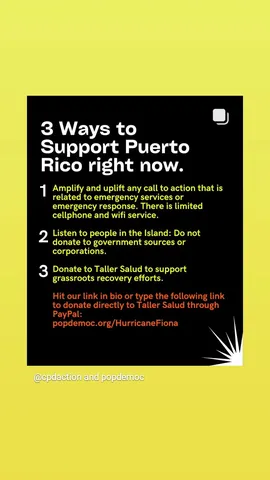 3 Ways to
Support Puerto
Rico right now.
1 Amplify and uplift any call to action that is
related to emergency services or
emergency response. There is limited
cellphone and wifi service.
2 Listen to people in the Island: Do not
donate to government sources or
corporations.
3 Donate to Taller Salud to support
grassroots recovery efforts.
Hit our link in bio or type the following link
to donate directly to Taller Salud through
PayPal:
popdemoc.org/HurricaneFiona
@cpdaction and popdemoc